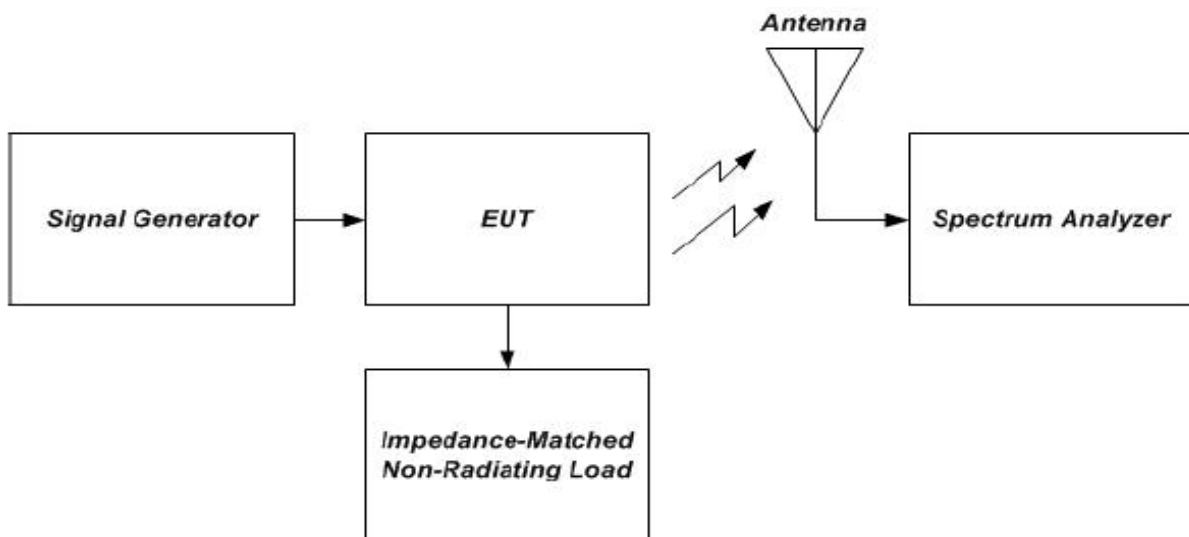 Antenna
Signal Generator
EUT
Spectrum Analyzer
Impedance-Matched
Non-Radiating Load